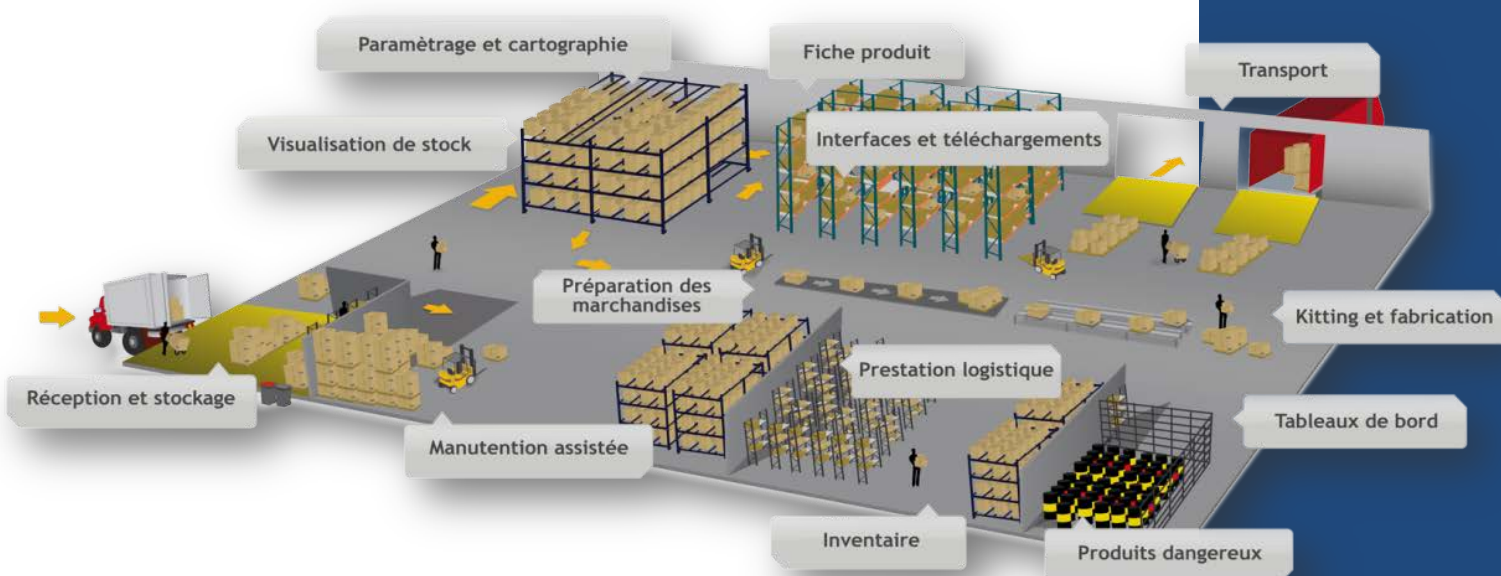 Paramètrage et cartographie
Fiche produit
Transport
Visualisation de stock
Interfaces et téléchargements
Préparation des
marchandises
Kitting et fabrication
Prestation logistique
Réception et stockage
Tableaux de bord
Manutention assistée
Inventaire
Produits dangereux